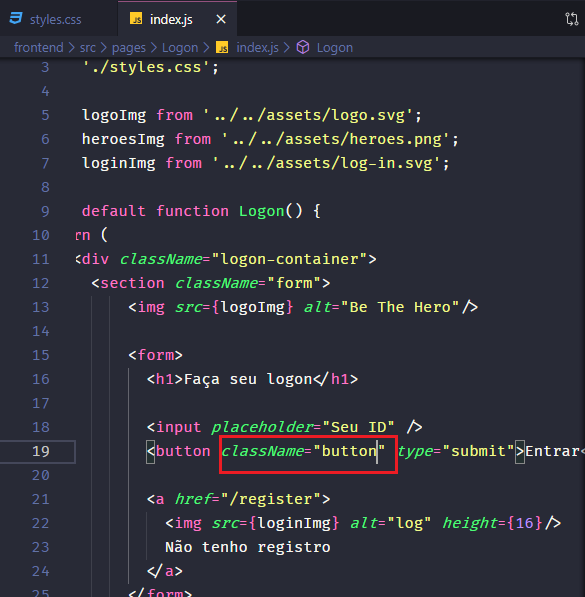 styles.css
JS index.js ×
frontend > src > pages > Logon > JS index.js > Logon
3 './styles.css';
4
5 logoImg from '../../assets/logo.svg';
6 heroesImg from '../../assets/heroes.png';
7 loginImg from '../../assets/log-in.svg';
8
9 default function Logon() {
10 rn (
11 <div className="logon-container">
12 <section className="form">
13 <img src={logoImg} alt="Be The Hero"/>
14
15 <form>
16 <h1>Faça seu logon</h1>
17
18 <input placeholder="Seu ID" />
19 <button className="button" type="submit">Entrar<
20
21 <a href="/register">
22 <img src={loginImg} alt="log" height={16}/>
23 Não tenho registro
24 </a>
25 </form>